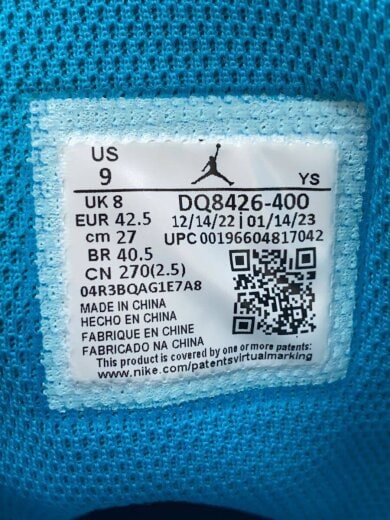 US
9
YS
UK 8
DQ8426-400
EUR 42.5
12/14/22 | 01/14/23
cm 27
UPC 00196604817042
BR 40.5
CN 270(2.5)
04R3BQAG1E7A8
MADE IN CHINA
HECHO EN CHINA
FABRIQUE EN CHINE
FABRICADO NA CHINA
This product is covered by one or more patents:
www.nike.com/patentsvirtualmarking